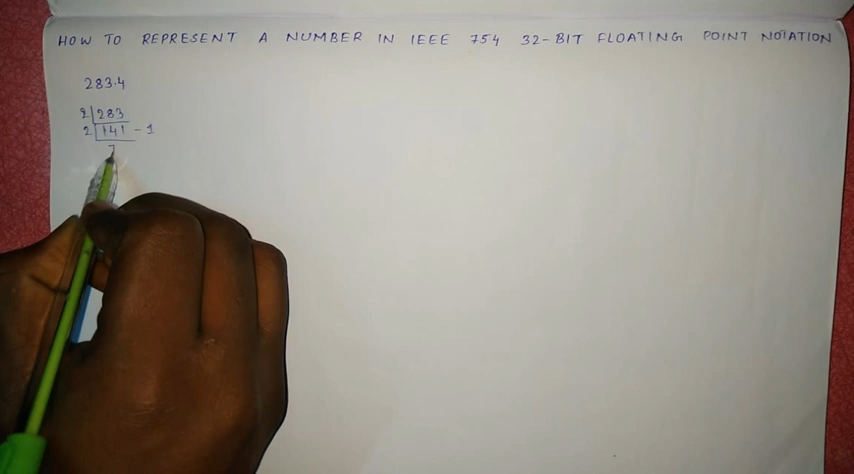 HOW TO REPRESENT A NUMBER IN IEEE 754 32-BIT FLOATING POINT NOTATION
283.4
2 283
2 141 - 1
7